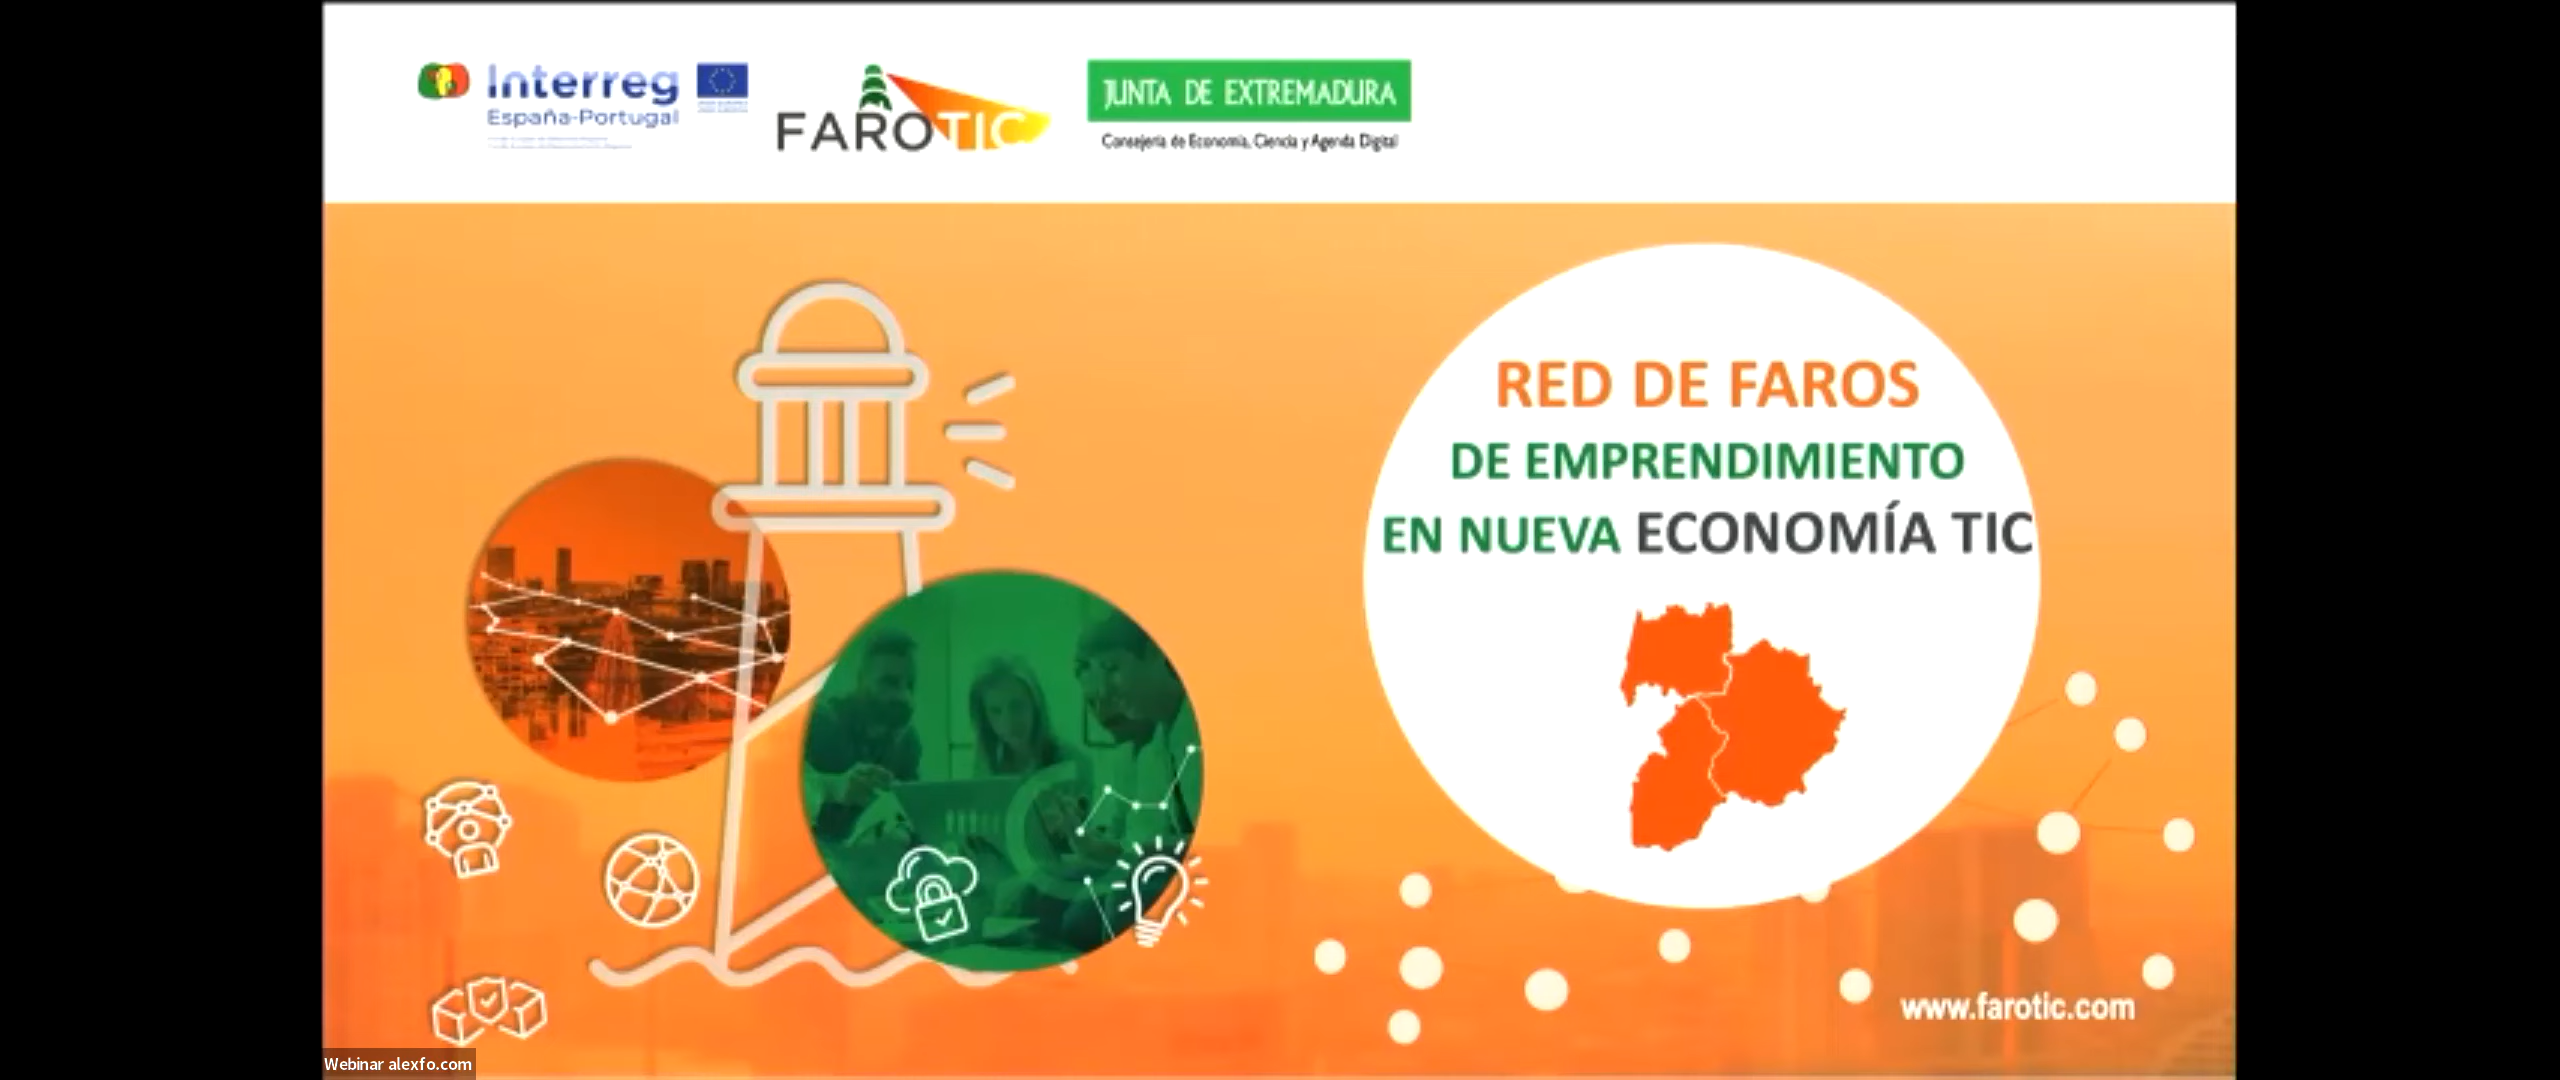 Interreg
España-Portugal
FAROTIC
JUNTA DE EXTREMADURA
Consejería de Economía, Ciencia y Agenda Digital
RED DE FAROS
DE EMPRENDIMIENTO
EN NUEVA ECONOMÍA TIC
www.farotic.com
Webinar alexfo.com